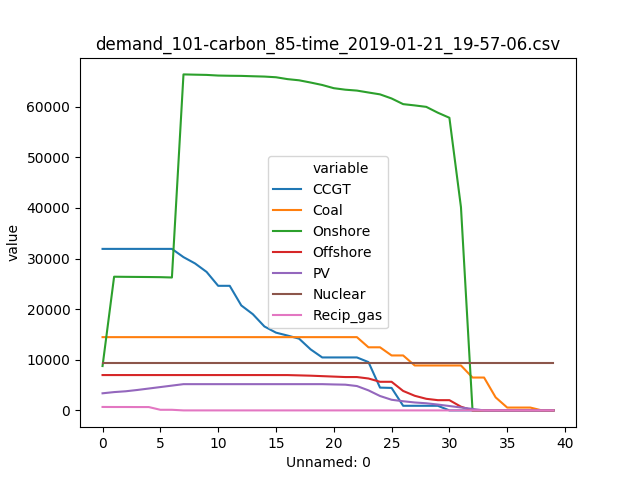 demand_101-carbon_85-time_2019-01-21_19-57-06.csv
value
60000
50000
40000
30000
20000
10000
0
variable
CCGT
Coal
Onshore
Offshore
PV
Nuclear
Recip_gas
0 5 10 15 20 25 30 35 40
Unnamed: 0